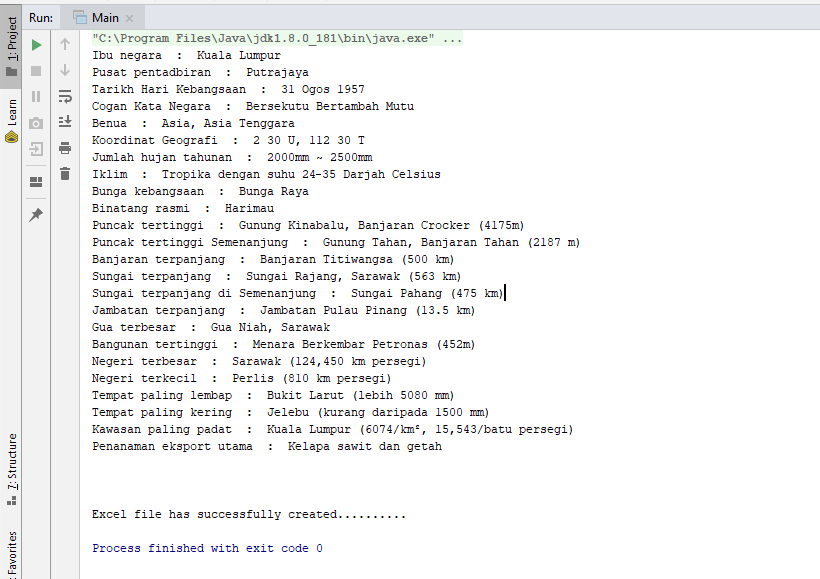 Run: Main ×
1: Project
Learn
7: Structure
Favorites
"C:\Program Files\Java\jdk1.8.0_181\bin\java.exe" ...
Ibu negara  :  Kuala Lumpur
Pusat pentadbiran  :  Putrajaya
Tarikh Hari Kebangsaan  :  31 Ogos 1957
Cogan Kata Negara  :  Bersekutu Bertambah Mutu
Benua  :  Asia, Asia Tenggara
Koordinat Geografi  :  2 30 U, 112 30 T
Jumlah hujan tahunan  :  2000mm ~ 2500mm
Iklim  :  Tropika dengan suhu 24-35 Darjah Celsius
Bunga kebangsaan  :  Bunga Raya
Binatang rasmi  :  Harimau
Puncak tertinggi  :  Gunung Kinabalu, Banjaran Crocker (4175m)
Puncak tertinggi Semenanjung  :  Gunung Tahan, Banjaran Tahan (2187 m)
Banjaran terpanjang  :  Banjaran Titiwangsa (500 km)
Sungai terpanjang  :  Sungai Rajang, Sarawak (563 km)
Sungai terpanjang di Semenanjung  :  Sungai Pahang (475 km)
Jambatan terpanjang  :  Jambatan Pulau Pinang (13.5 km)
Gua terbesar  :  Gua Niah, Sarawak
Bangunan tertinggi  :  Menara Berkembar Petronas (452m)
Negeri terbesar  :  Sarawak (124,450 km persegi)
Negeri terkecil  :  Perlis (810 km persegi)
Tempat paling lembap  :  Bukit Larut (lebih 5080 mm)
Tempat paling kering  :  Jelebu (kurang daripada 1500 mm)
Kawasan paling padat  :  Kuala Lumpur (6074/km², 15,543/batu persegi)
Penanaman eksport utama  :  Kelapa sawit dan getah
Excel file has successfully created..........
Process finished with exit code 0